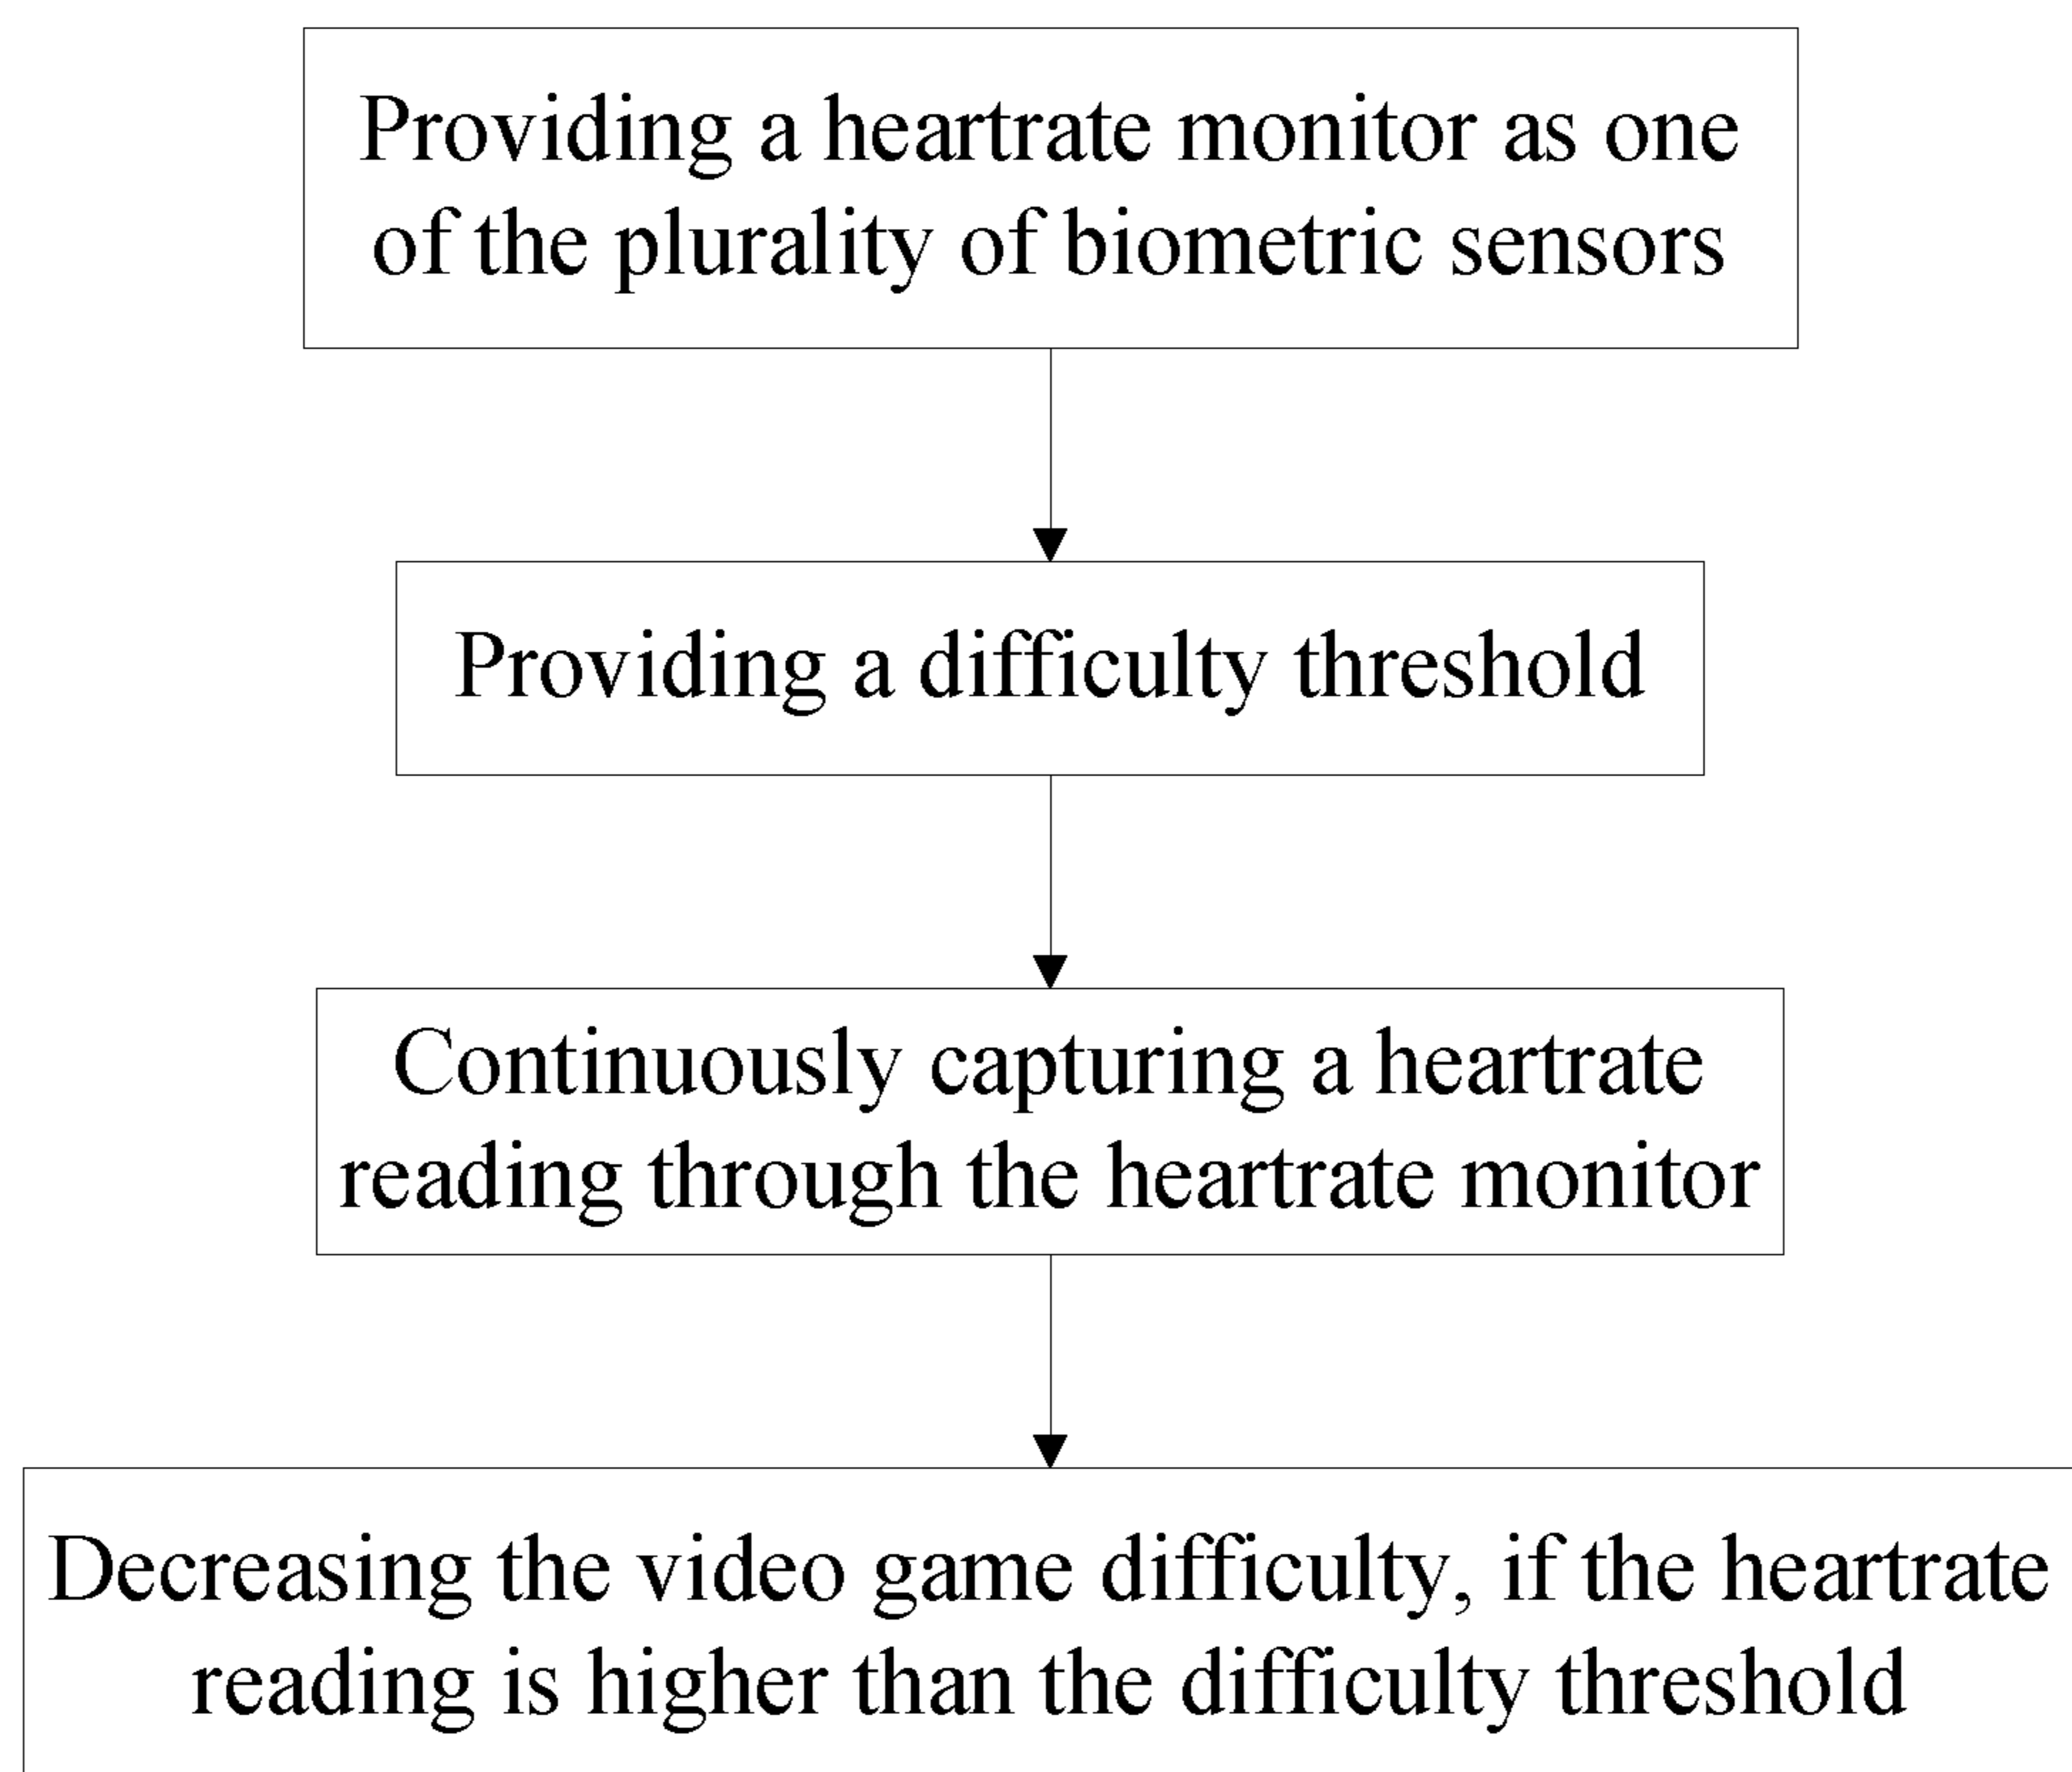 Providing a heartrate monitor as one
of the plurality of biometric sensors
Providing a difficulty threshold
Continuously capturing a heartrate
reading through the heartrate monitor
Decreasing the video game difficulty, if the heartrate
reading is higher than the difficulty threshold